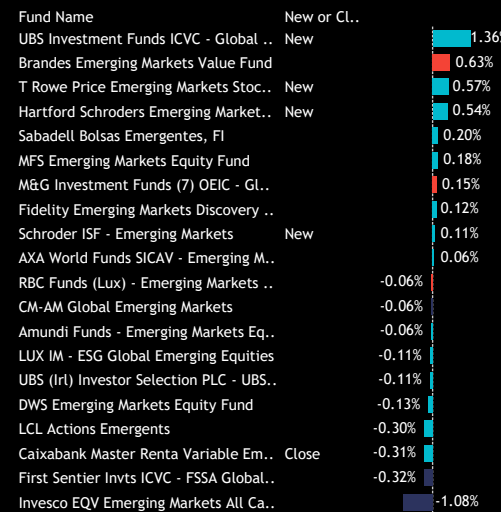 Fund Name New or Cl..
UBS Investment Funds ICVC - Global .. New 1.36%
Brandes Emerging Markets Value Fund 0.63%
T Rowe Price Emerging Markets Stoc.. New 0.57%
Hartford Schroders Emerging Market.. New 0.54%
Sabadell Bolsas Emergentes, FI 0.20%
MFS Emerging Markets Equity Fund 0.18%
M&G Investment Funds (7) OEIC - Gl.. 0.15%
Fidelity Emerging Markets Discovery .. 0.12%
Schroder ISF - Emerging Markets New 0.11%
AXA World Funds SICAV - Emerging M.. 0.06%
RBC Funds (Lux) - Emerging Markets .. -0.06%
CM-AM Global Emerging Markets -0.06%
Amundi Funds - Emerging Markets Eq.. -0.06%
LUX IM - ESG Global Emerging Equities -0.11%
UBS (Irl) Investor Selection PLC - UBS.. -0.11%
DWS Emerging Markets Equity Fund -0.13%
LCL Actions Emergents -0.30%
Caixabank Master Renta Variable Em.. Close -0.31%
First Sentier Invts ICVC - FSSA Global.. -0.32%
Invesco EQV Emerging Markets All Ca.. -1.08%